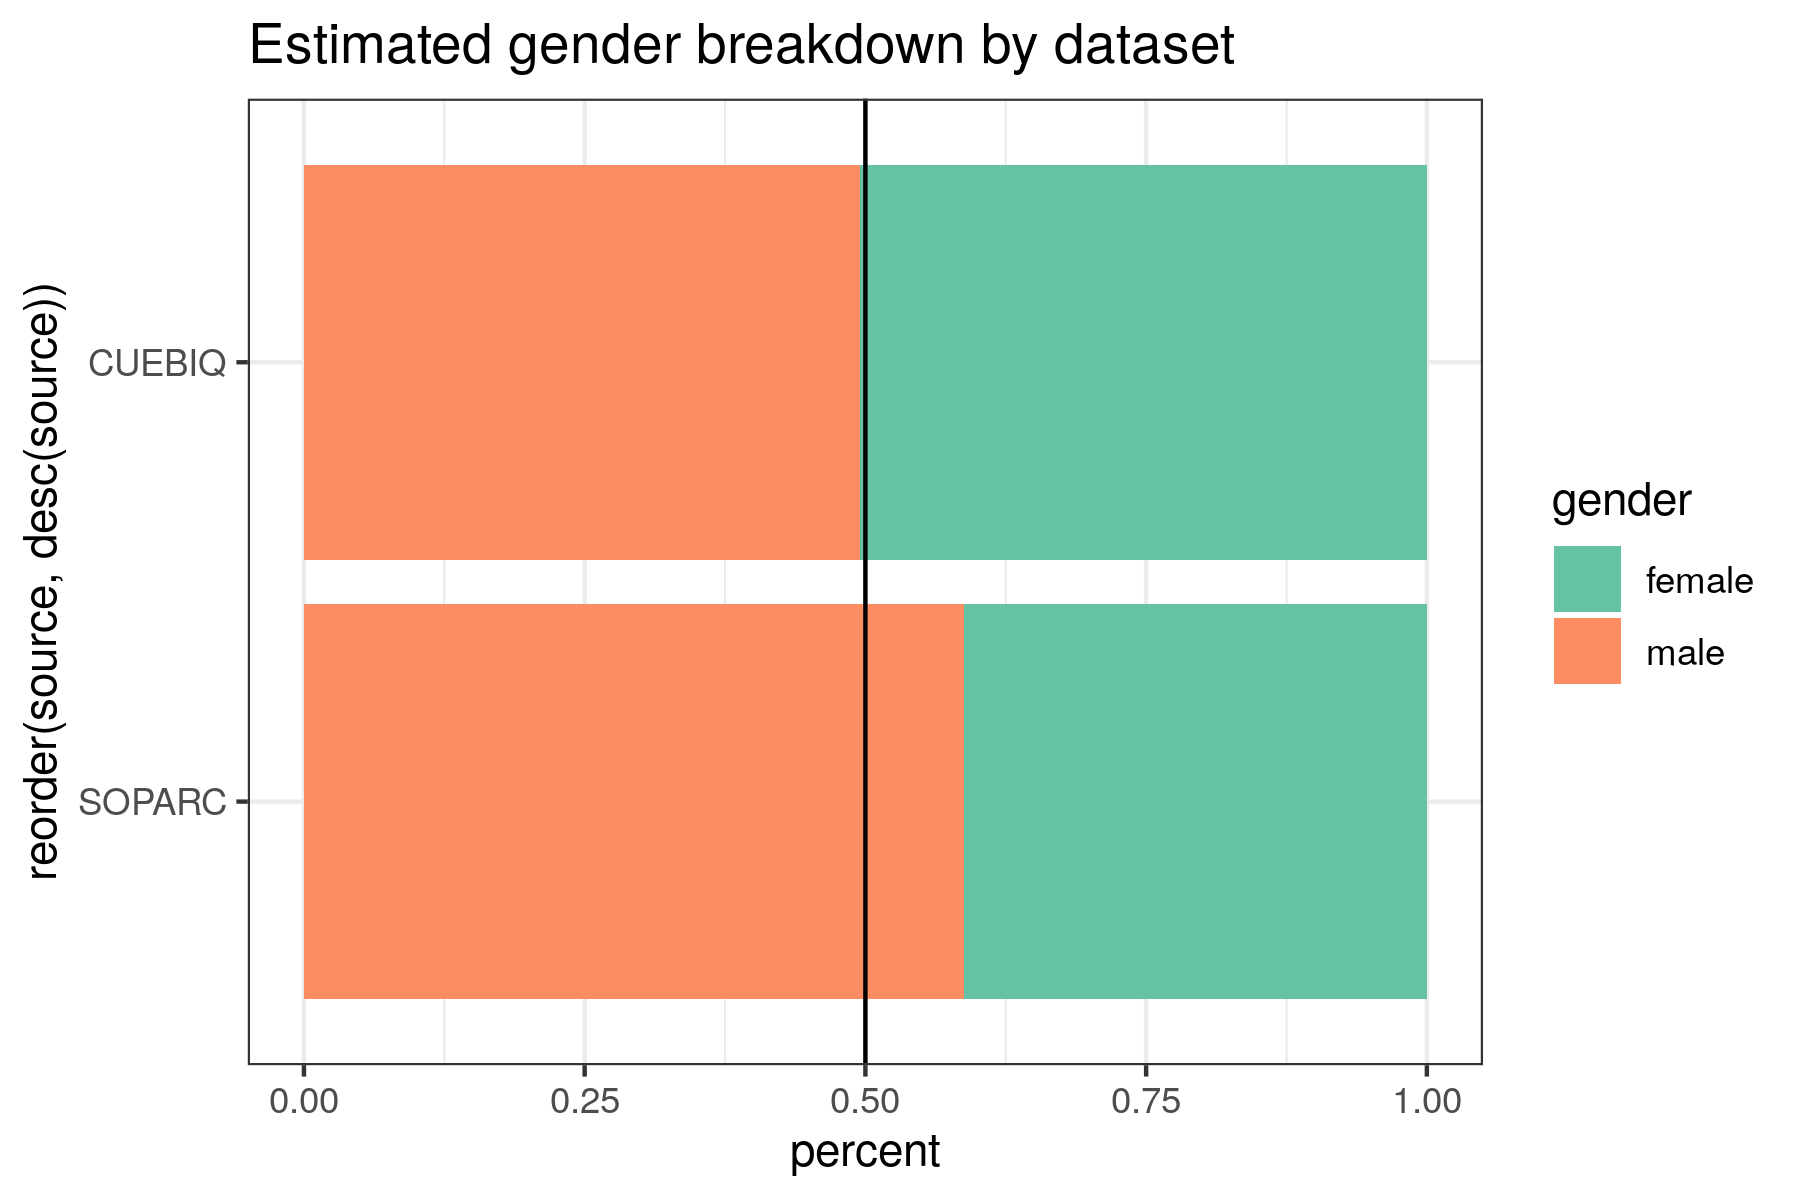 Estimated gender breakdown by dataset
reorder(source, desc(source))
CUEBIQ
SOPARC
0.00 0.25 0.50 0.75 1.00
percent
gender
female
male